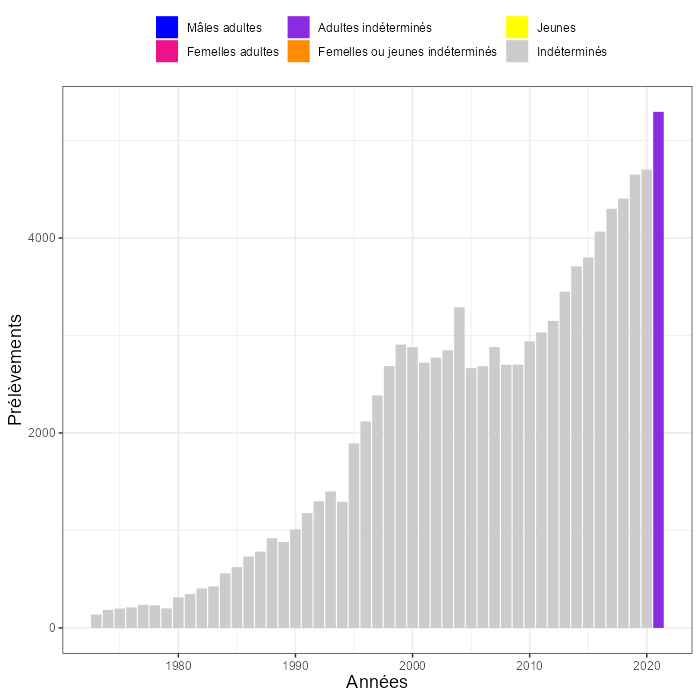 Mâles adultes
Adultes indéterminés
Jeunes
Femelles adultes
Femelles ou jeunes indéterminés
Indéterminés
Prélèvements
4000
2000
0
1980
1990
2000
2010
2020
Années